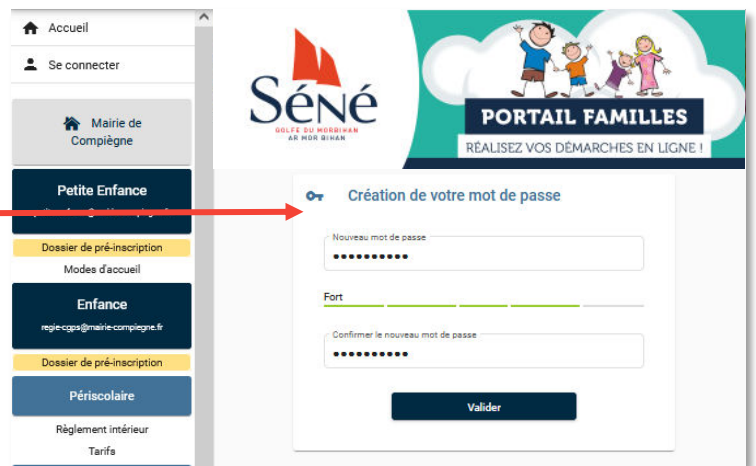 Accueil
Se connecter
Mairie de
Compiègne
Petite Enfance
Dossier de pré-inscription
Modes d'accueil
Enfance
regie-cgps@mairie-compiegne.fr
Dossier de pré-inscription
Périscolaire
Règlement intérieur
Tarifs
Séné
GOLFE DU MORBIHAN
AR MOR BIHAN
PORTAIL FAMILLES
RÉALISEZ VOS DÉMARCHES EN LIGNE !
Création de votre mot de passe
Nouveau mot de passe
••••••••••
Fort
Confirmer le nouveau mot de passe
••••••••••
Valider